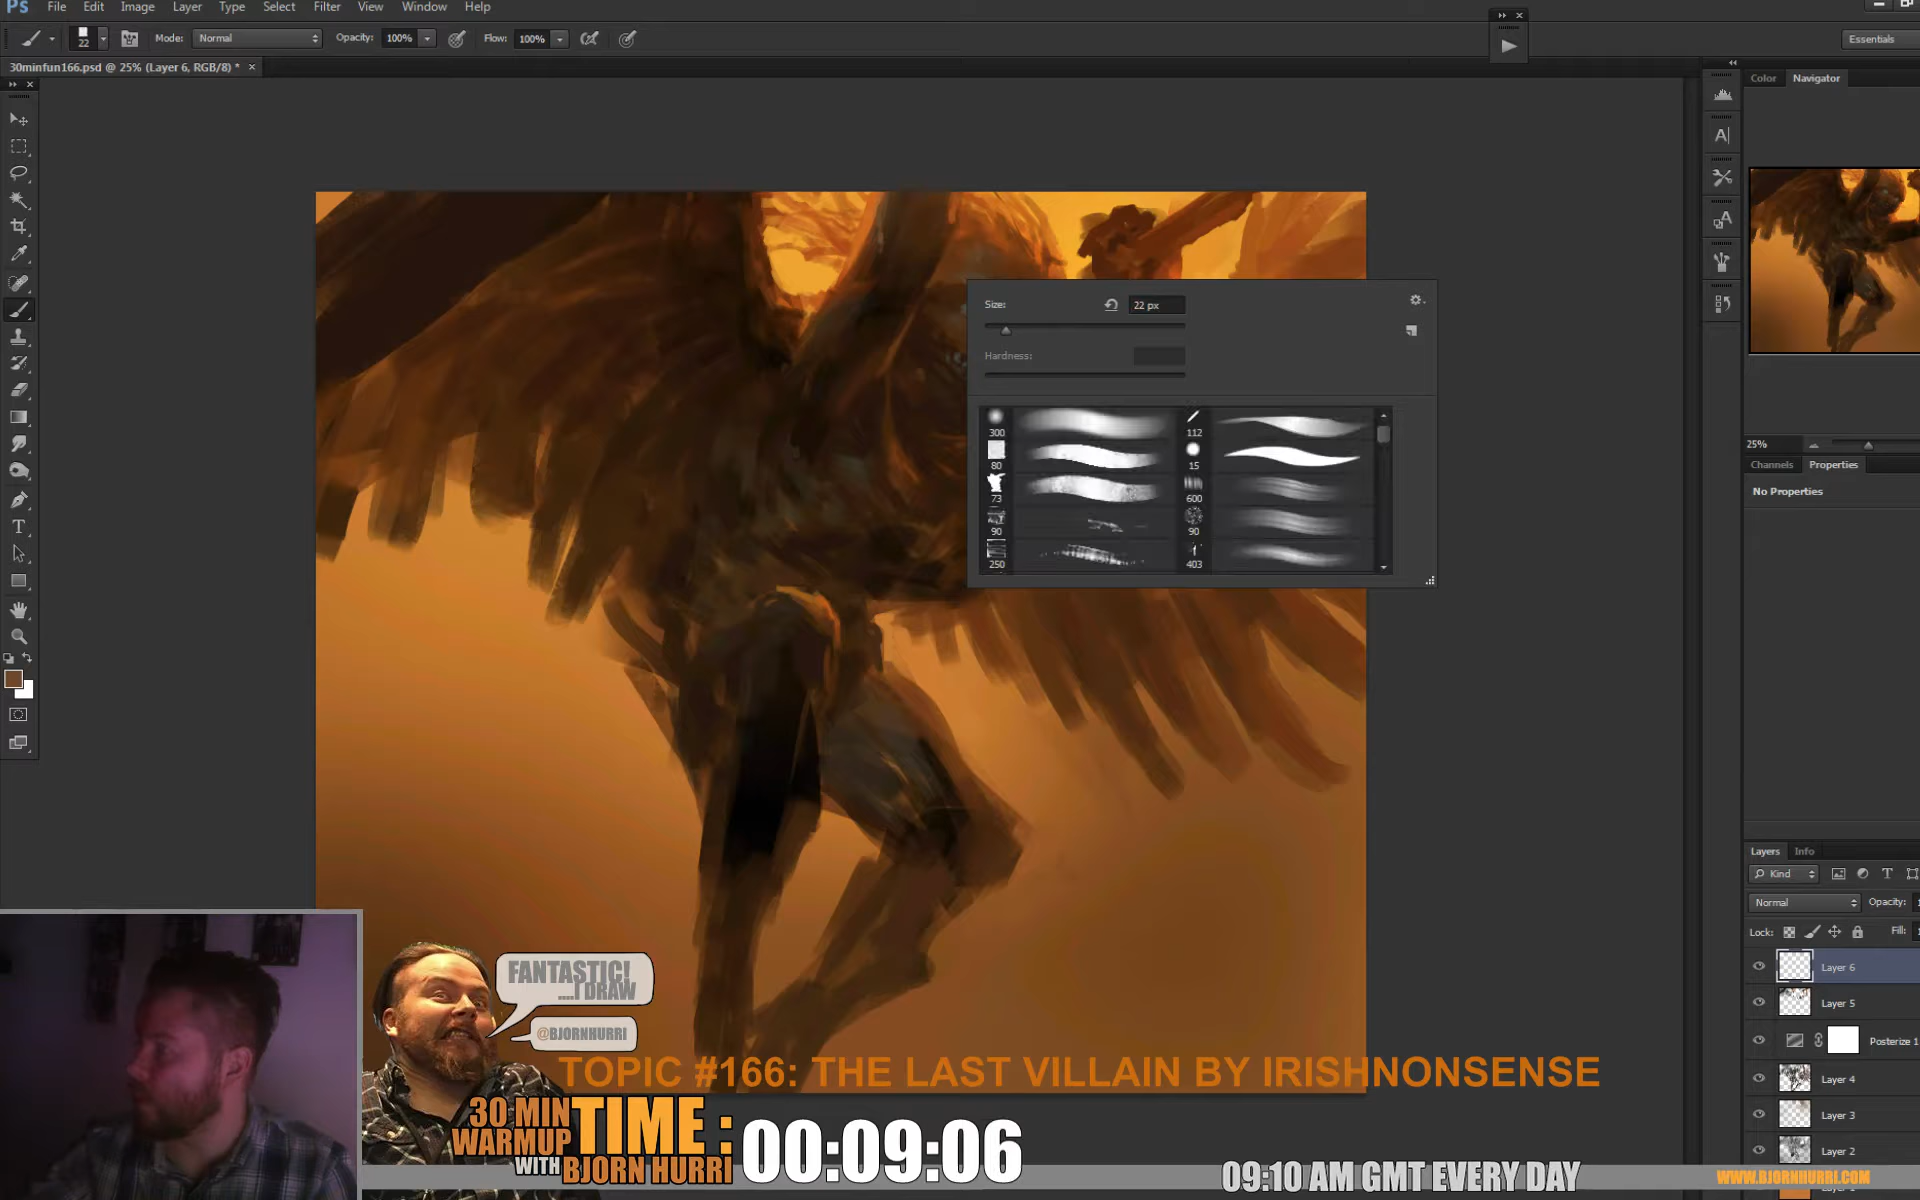 Ps File Edit Image Layer Type Select Filter View Window Help
22 Mode: Normal Opacity: 100% Flow: 100% Essentials
30minfun166.psd @ 25% (Layer 6, RGB/8) * ×
Color Navigator
Size: 22 px
Hardness:
300 112
80 15
73 600
90 90
250 403
25%
Channels Properties
No Properties
Layers Info
Kind
Normal Opacity: 1
Lock: Fill:
Layer 6
Layer 5
Posterize 1
Layer 4
Layer 3
Layer 2
FANTASTIC!
....I DRAW
@BJORNHURRI
TOPIC #166: THE LAST VILLAIN BY IRISHNONSENSE
30 MIN
WARMUP
WITH BJORN HURRI
TIME : 00:09:06
09:10 AM GMT EVERY DAY
WWW.BJORNHURRI.COM